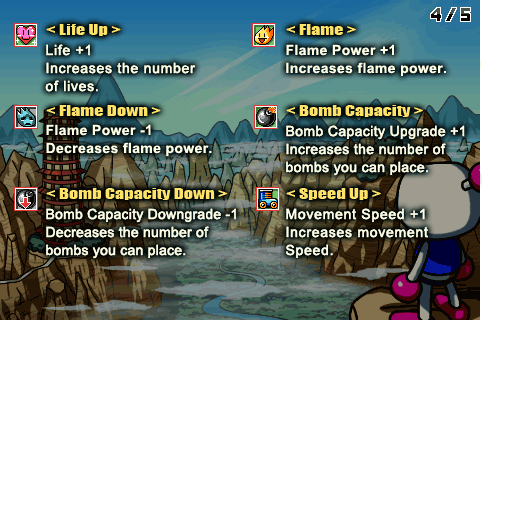 4/5
< Life Up >
Life +1
Increases the number
of lives.
< Flame >
Flame Power +1
Increases flame power.
< Flame Down >
Flame Power -1
Decreases flame power.
< Bomb Capacity >
Bomb Capacity Upgrade +1
Increases the number of
bombs you can place.
< Bomb Capacity Down >
Bomb Capacity Downgrade -1
Decreases the number of
bombs you can place.
< Speed Up >
Movement Speed +1
Increases movement
Speed.